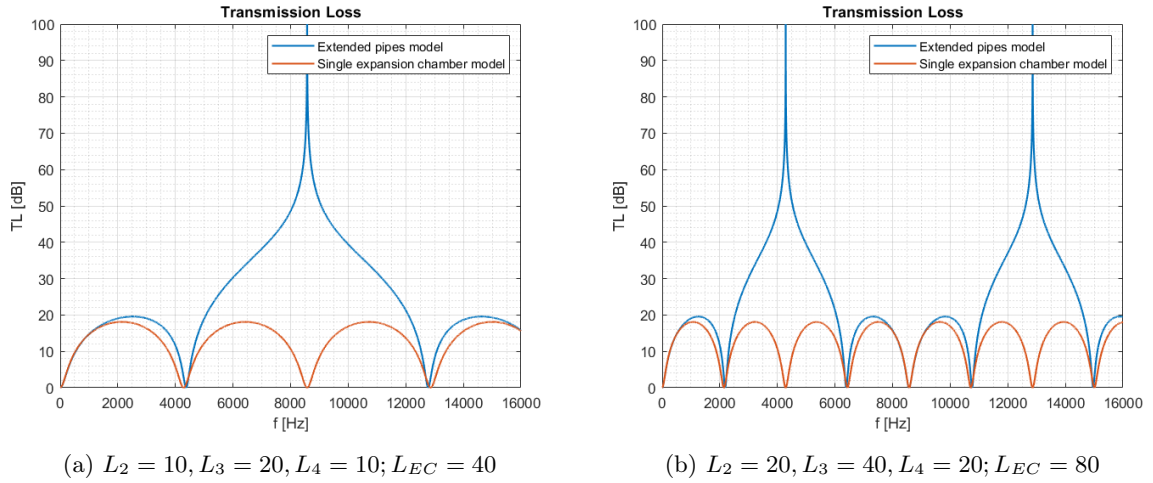 Transmission Loss
100
90
80
70
60
50
40
30
20
10
0
TL [dB]
Extended pipes model
Single expansion chamber model
0 2000 4000 6000 8000 10000 12000 14000 16000
f [Hz]
(a) L₂ = 10, L₃ = 20, L₄ = 10; L_EC = 40
Transmission Loss
100
90
80
70
60
50
40
30
20
10
0
TL [dB]
Extended pipes model
Single expansion chamber model
0 2000 4000 6000 8000 10000 12000 14000 16000
f [Hz]
(b) L₂ = 20, L₃ = 40, L₄ = 20; L_EC = 80